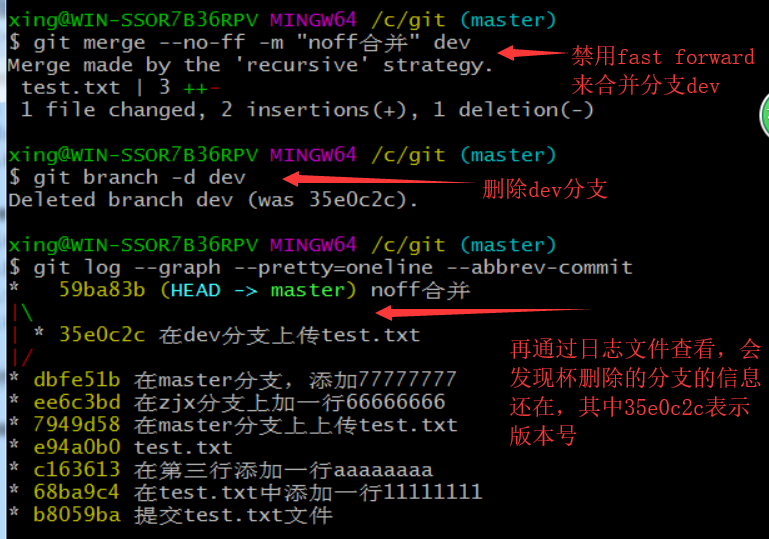 xing@WIN-SSOR7B36RPV MINGW64 /c/git (master)
$ git merge --no-ff -m "noff合并" dev
Merge made by the 'recursive' strategy.
test.txt | 3 ++-
1 file changed, 2 insertions(+), 1 deletion(-)
禁用fast forward
来合并分支dev
xing@WIN-SSOR7B36RPV MINGW64 /c/git (master)
$ git branch -d dev
Deleted branch dev (was 35e0c2c).
删除dev分支
xing@WIN-SSOR7B36RPV MINGW64 /c/git (master)
$ git log --graph --pretty=oneline --abbrev-commit
*   59ba83b (HEAD -> master) noff合并
|\
| * 35e0c2c 在dev分支上传test.txt
|/
* dbfe51b 在master分支，添加77777777
* ee6c3bd 在zjx分支上加一行66666666
* 7949d58 在master分支上上传test.txt
* e94a0b0 test.txt
* c163613 在第三行添加一行aaaaaaaa
* 68ba9c4 在test.txt中添加一行11111111
* b8059ba 提交test.txt文件
再通过日志文件查看，会
发现杯删除的分支的信息
还在，其中35e0c2c表示
版本号